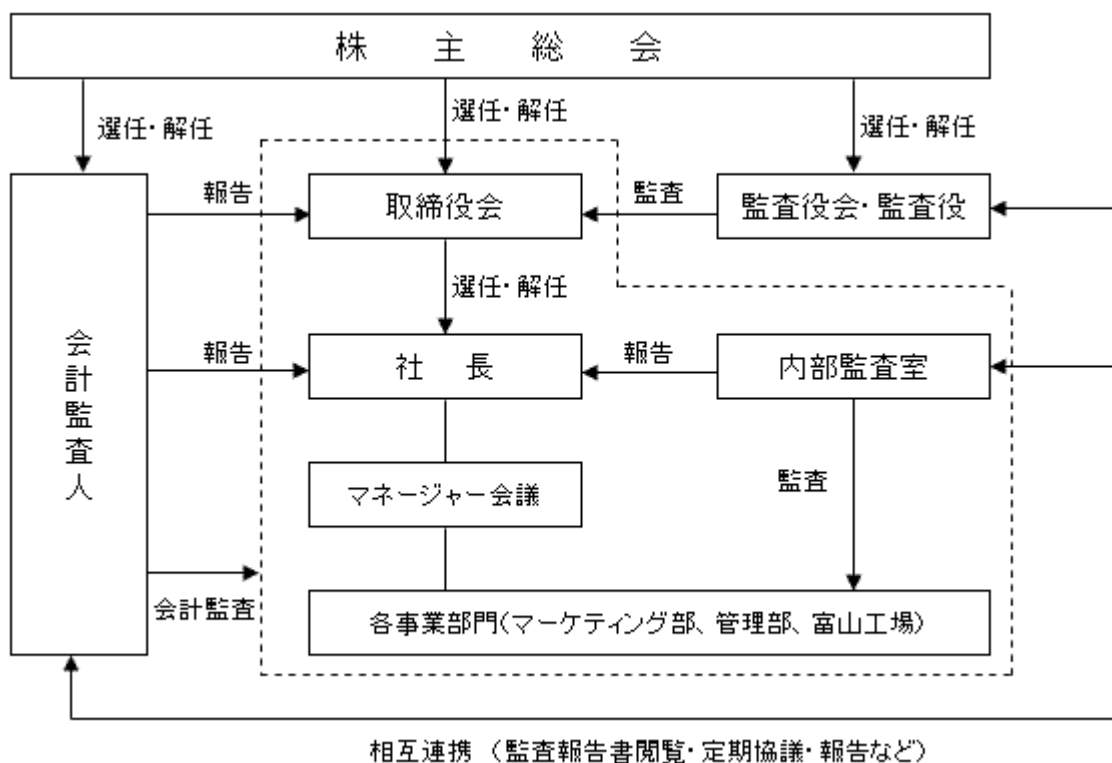 株主総会
選任・解任
選任・解任
選任・解任
報告
取締役会
監査
監査役会・監査役
選任・解任
会計監査人
報告
社長
報告
内部監査室
マネージャー会議
監査
会計監査
各事業部門(マーケティング部、管理部、富山工場)
相互連携 (監査報告書閲覧・定期協議・報告など)